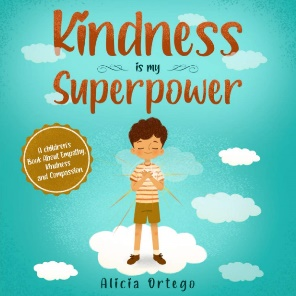 Kindness
is my
Superpower
A children's
Book About Empathy,
Kindness
and Compassion
Alicia Ortego